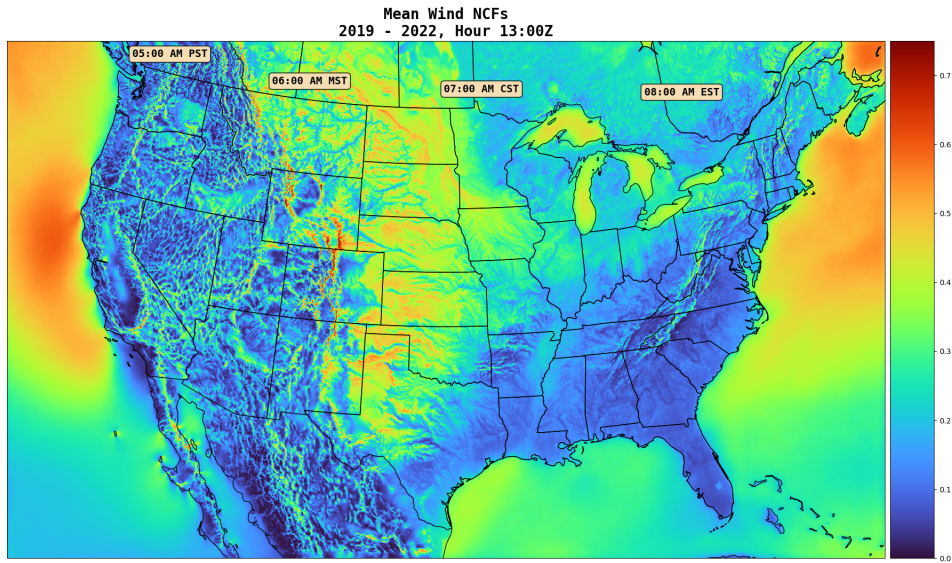 Mean Wind NCFs
2019 - 2022, Hour 13:00Z
05:00 AM PST
06:00 AM MST
07:00 AM CST
08:00 AM EST
0.7
0.6
0.5
0.4
0.3
0.2
0.1
0.0